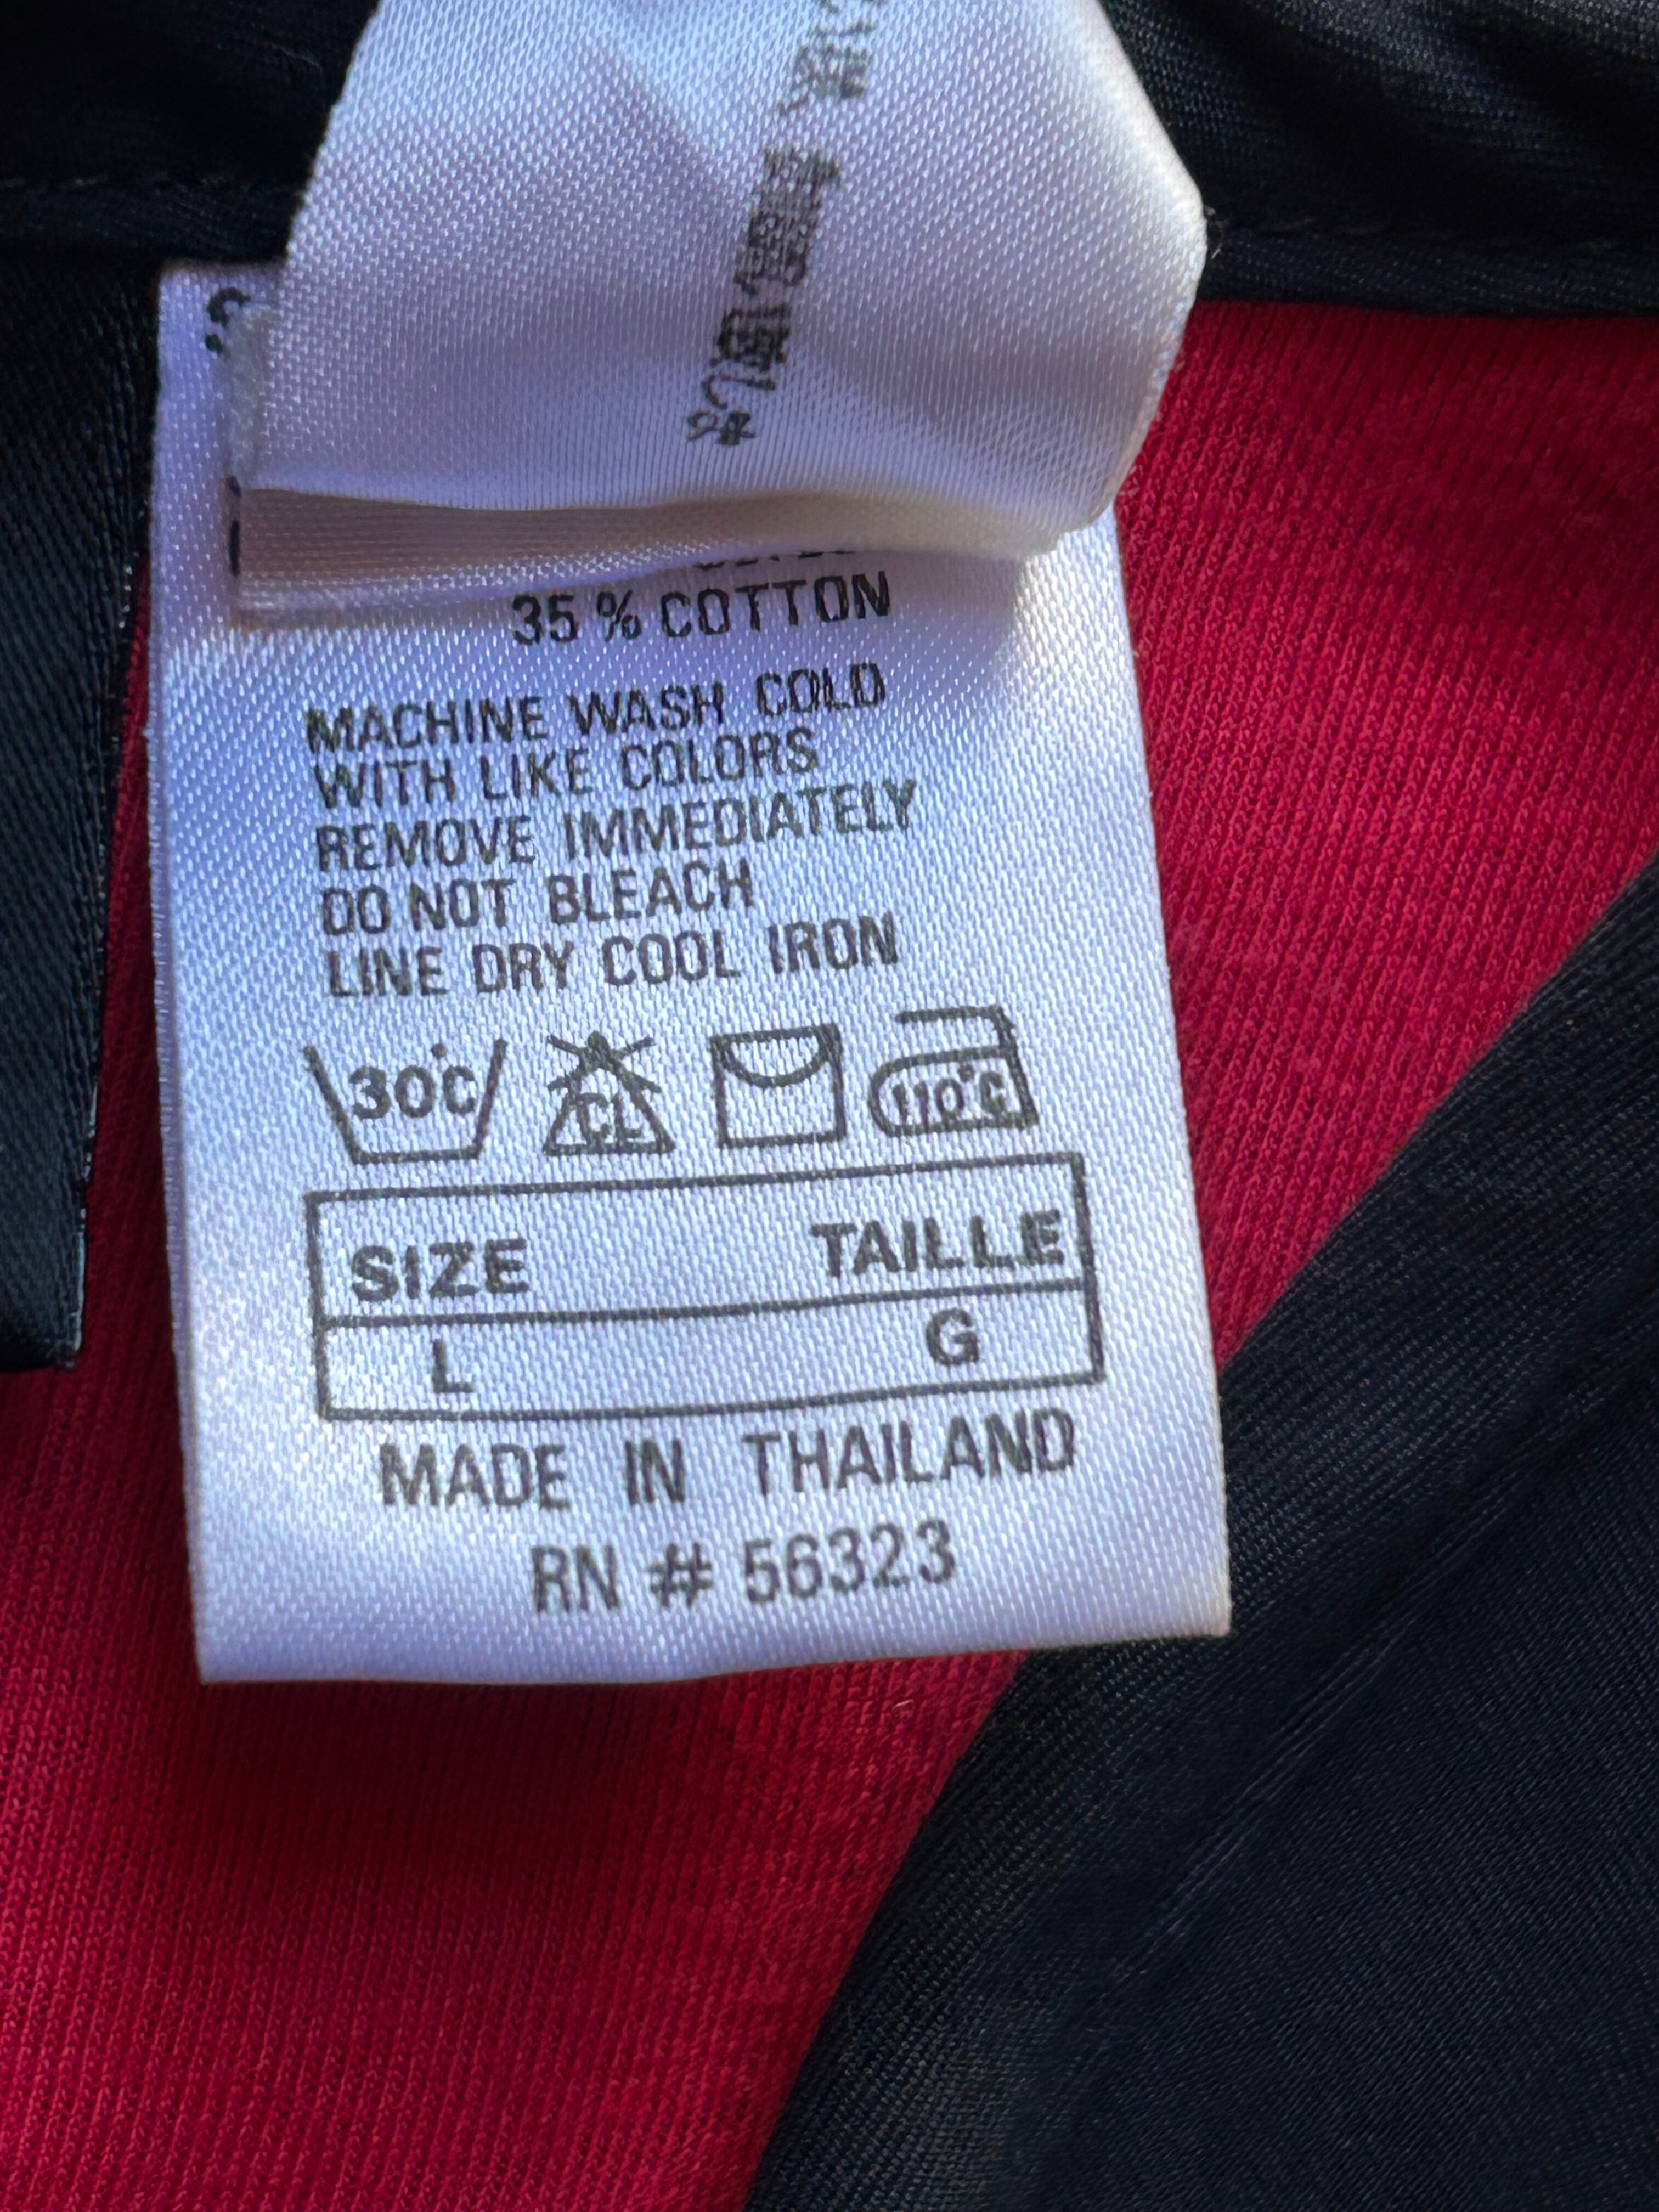 35 % COTTON
MACHINE WASH COLD
WITH LIKE COLORS
REMOVE IMMEDIATELY
DO NOT BLEACH
LINE DRY COOL IRON
30°C CL 110°C
SIZE TAILLE
L G
MADE IN THAILAND
RN # 56323